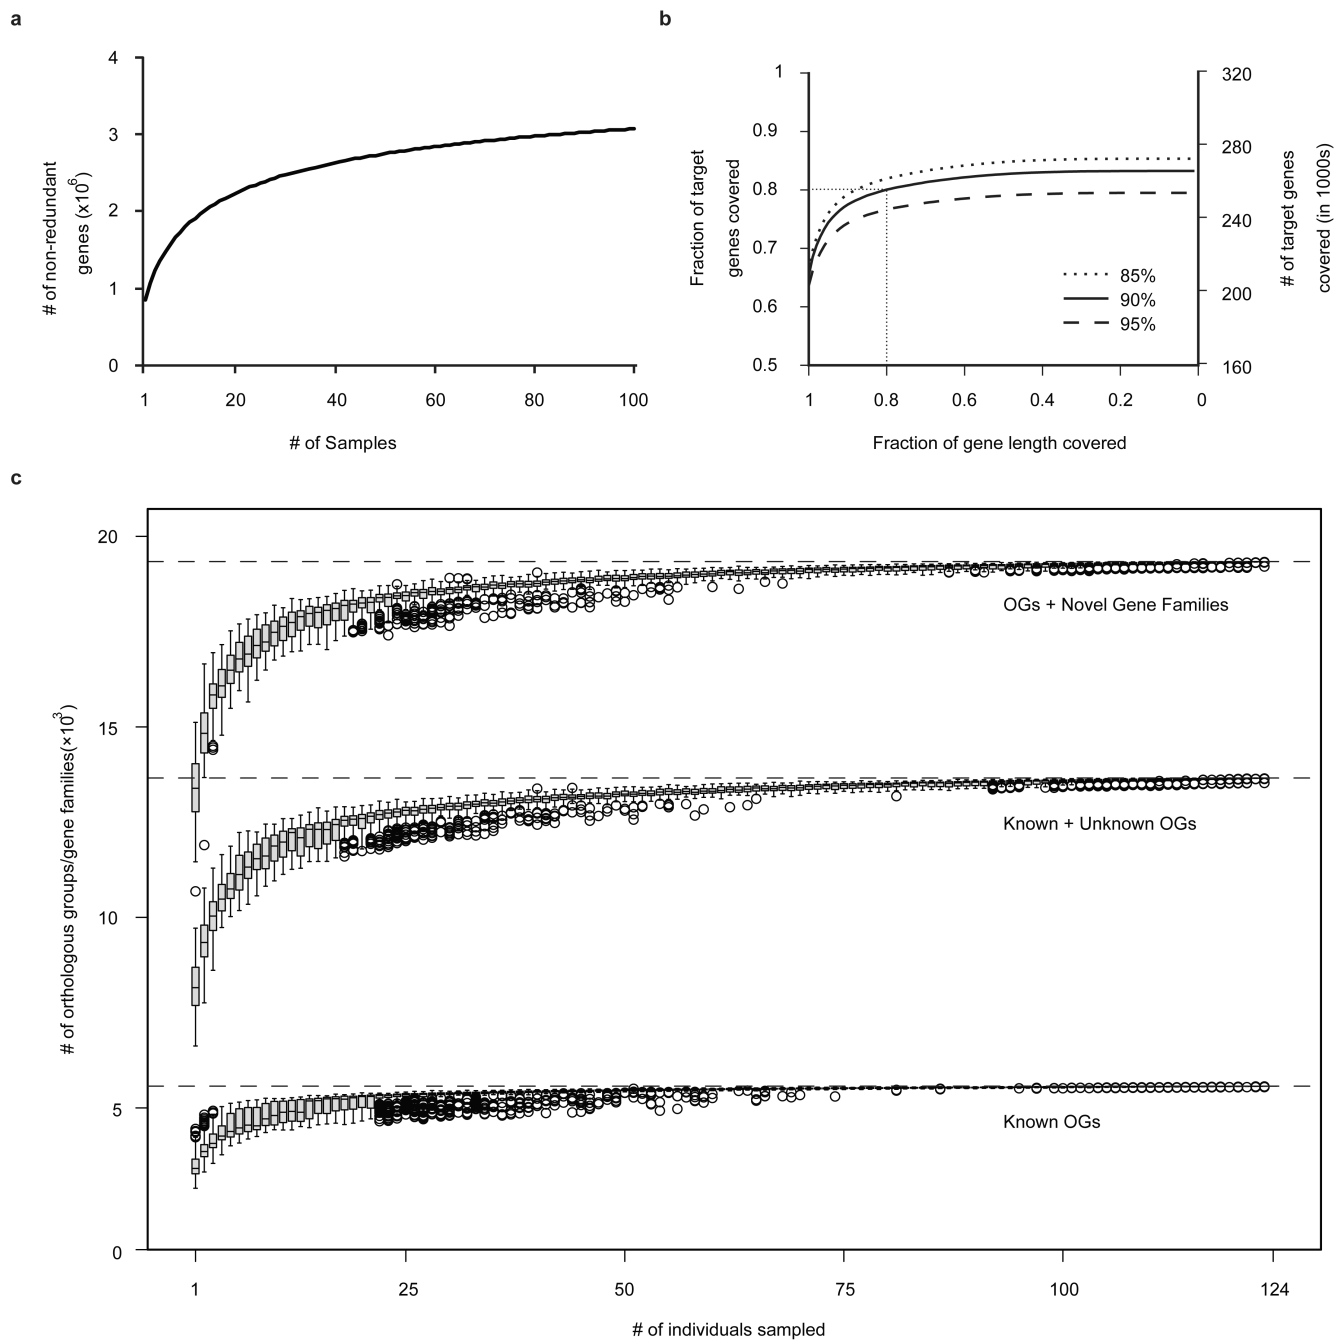 a
4
3
2
1
0
# of non-redundant
genes (x10⁶)
1 20 40 60 80 100
# of Samples
b
1
0.9
0.8
0.7
0.6
0.5
Fraction of target
genes covered
320
280
240
200
160
# of target genes
covered (in 1000s)
85%
90%
95%
1 0.8 0.6 0.4 0.2 0
Fraction of gene length covered
c
20
15
10
5
0
# of orthologous groups/gene families(×10³)
OGs + Novel Gene Families
Known + Unknown OGs
Known OGs
1 25 50 75 100 124
# of individuals sampled